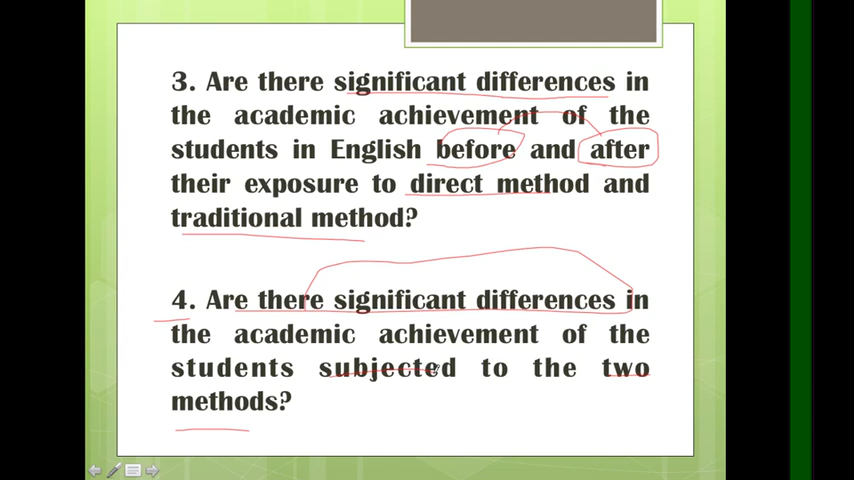 3. Are there significant differences in
the academic achievement of the
students in English before and after
their exposure to direct method and
traditional method?
4. Are there significant differences in
the academic achievement of the
students subjected to the two
methods?